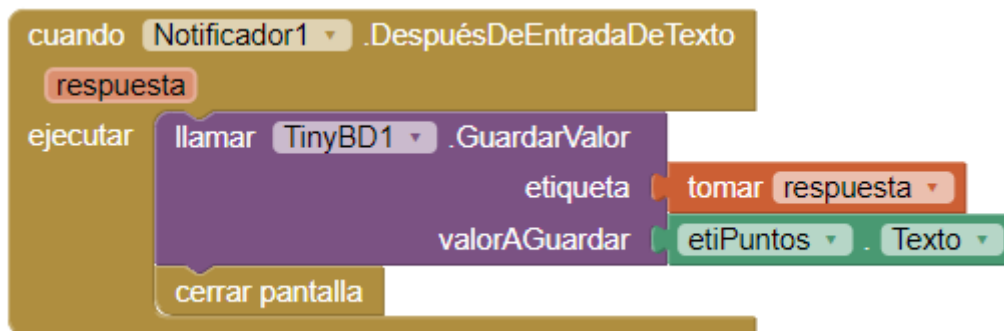 cuando Notificador1 .DespuésDeEntradaDeTexto
respuesta
ejecutar llamar TinyBD1 .GuardarValor
etiqueta tomar respuesta
valorAGuardar etiPuntos . Texto
cerrar pantalla